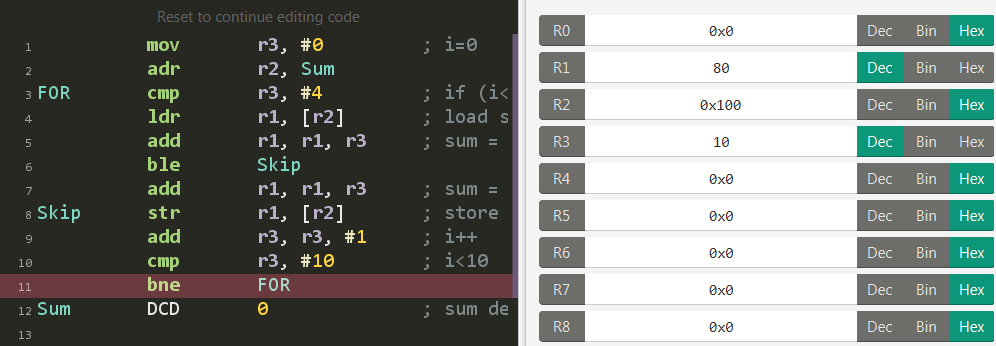 Reset to continue editing code
1 mov r3, #0 ; i=0
2 adr r2, Sum
3 FOR cmp r3, #4 ; if (i<
4 ldr r1, [r2] ; load s
5 add r1, r1, r3 ; sum =
6 ble Skip
7 add r1, r1, r3 ; sum =
8 Skip str r1, [r2] ; store
9 add r3, r3, #1 ; i++
10 cmp r3, #10 ; i<10
11 bne FOR
12 Sum DCD 0 ; sum de
13
R0 0x0 Dec Bin Hex
R1 80 Dec Bin Hex
R2 0x100 Dec Bin Hex
R3 10 Dec Bin Hex
R4 0x0 Dec Bin Hex
R5 0x0 Dec Bin Hex
R6 0x0 Dec Bin Hex
R7 0x0 Dec Bin Hex
R8 0x0 Dec Bin Hex